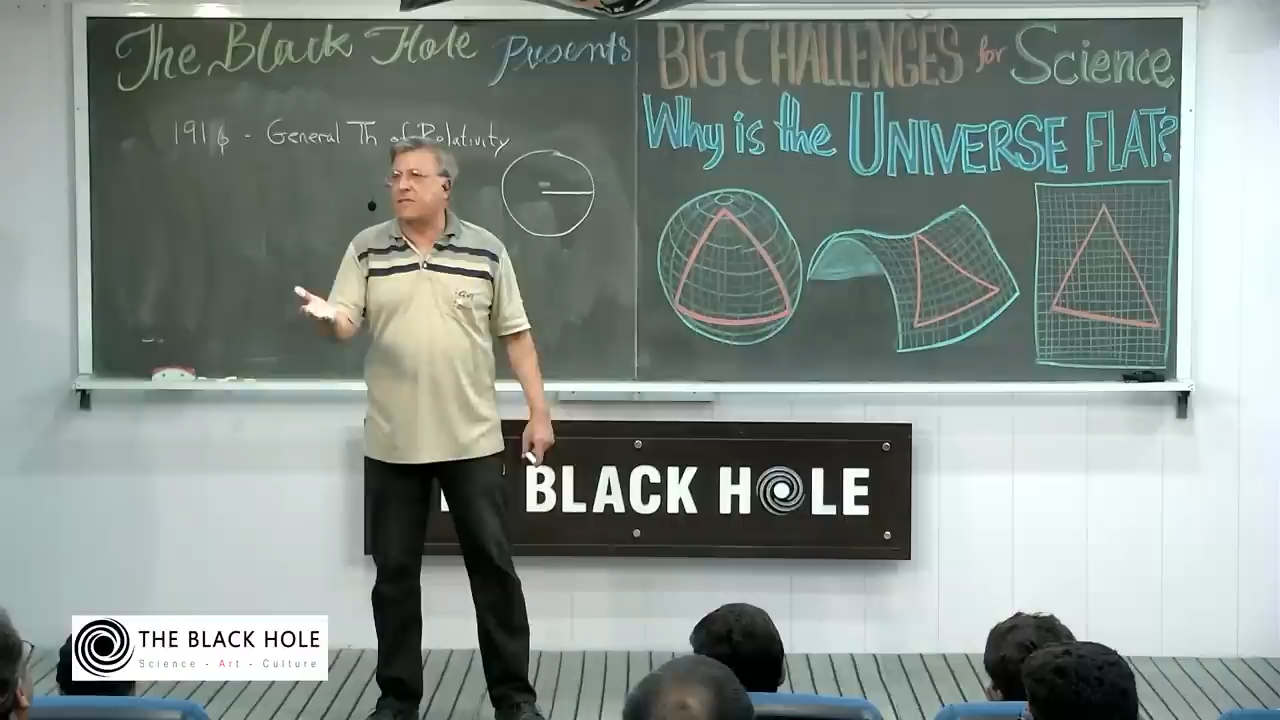 The Black Hole Presents
1916 - General Th of Relativity
BIG CHALLENGES for Science
Why is the UNIVERSE FLAT?
BLACK HOLE
THE BLACK HOLE
Science - Art - Culture